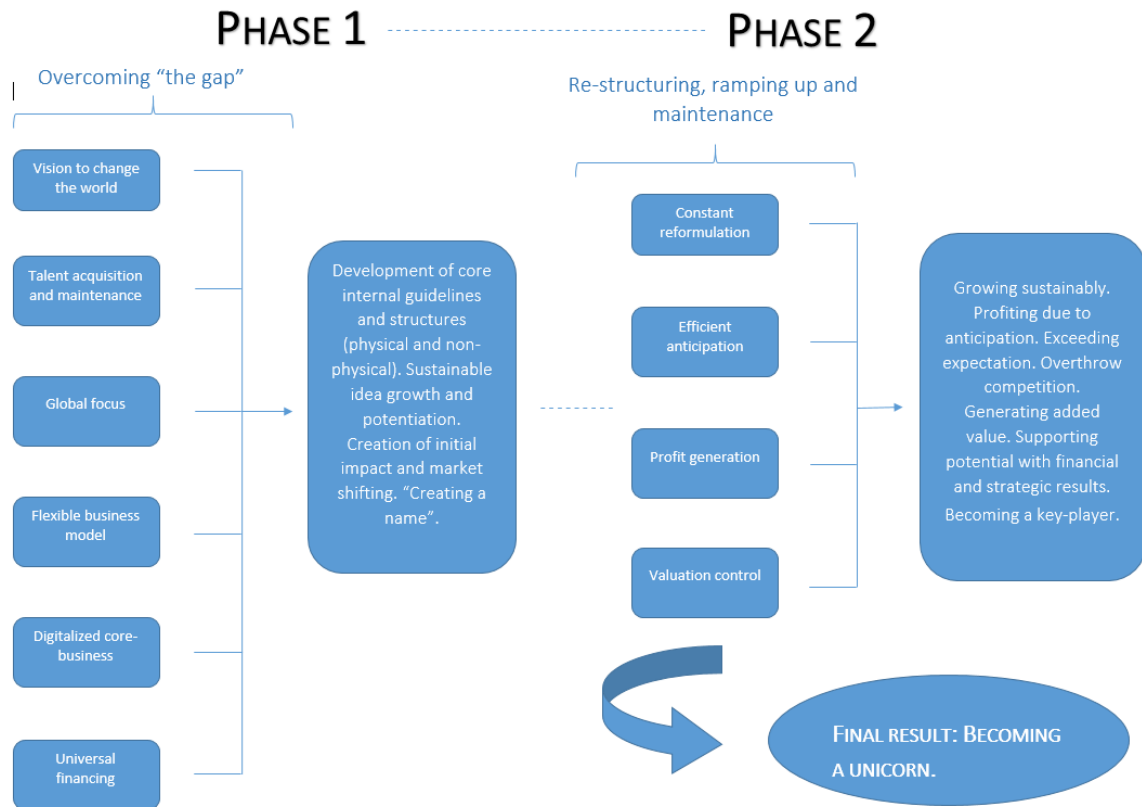 PHASE 1
PHASE 2
Overcoming “the gap”
Vision to change
the world
Talent acquisition
and maintenance
Global focus
Flexible business
model
Digitalized core-
business
Universal
financing
Development of core
internal guidelines
and structures
(physical and non-
physical). Sustainable
idea growth and
potentiation.
Creation of initial
impact and market
shifting. “Creating a
name”.
Re-structuring, ramping up and
maintenance
Constant
reformulation
Efficient
anticipation
Profit generation
Valuation control
Growing sustainably.
Profiting due to
anticipation. Exceeding
expectation. Overthrow
competition.
Generating added
value. Supporting
potential with financial
and strategic results.
Becoming a key-player.
FINAL RESULT: BECOMING
A UNICORN.